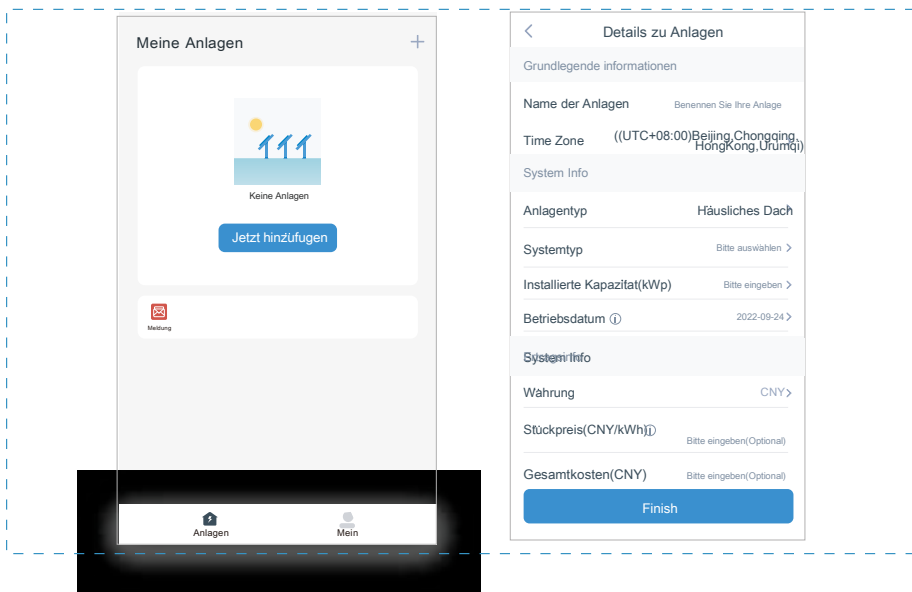 Meine Anlagen
Keine Anlagen
Jetzt hinzufugen
Meldung
Anlagen
Mein
Details zu Anlagen
Grundlegende informationen
Name der Anlagen
Benennen Sie Ihre Anlage
Time Zone
((UTC+08:00)Beijing,Chongqing,
HongKong,Urumqi)
System Info
Anlagentyp
Häusliches Dach
Systemtyp
Bitte auswählen
Installierte Kapazität(kWp)
Bitte eingeben
Betriebsdatum
2022-09-24
System Info
Währung
CNY
Stückpreis(CNY/kWh)
Bitte eingeben(Optional)
Gesamtkosten(CNY)
Bitte eingeben(Optional)
Finish